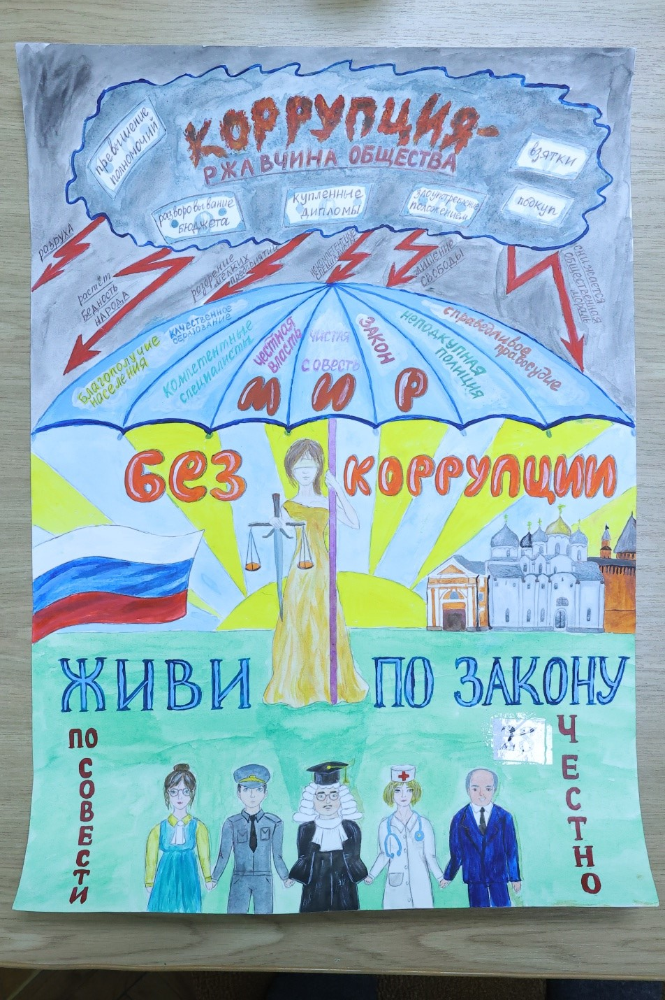 КОРРУПЦИЯ-
РЖАВЧИНА ОБЩЕСТВА
превышение
полномочий
взятки
разворовывание
бюджета
купленные
дипломы
злоупотребление
положением
подкуп
разруха
растёт
бедность
народа
разорение
мелких
предприятий
некомпетентные
специалисты
лишение
свободы
снижается
общественная
мораль
благополучие
населения
качественное
образование
компетентные
специалисты
честная
власть
чистая
совесть
закон
неподкупная
полиция
справедливое
правосудие
МИР
БЕЗ КОРРУПЦИИ
ЖИВИ ПО ЗАКОНУ
ПО
СОВЕСТИ
ЧЕСТНО